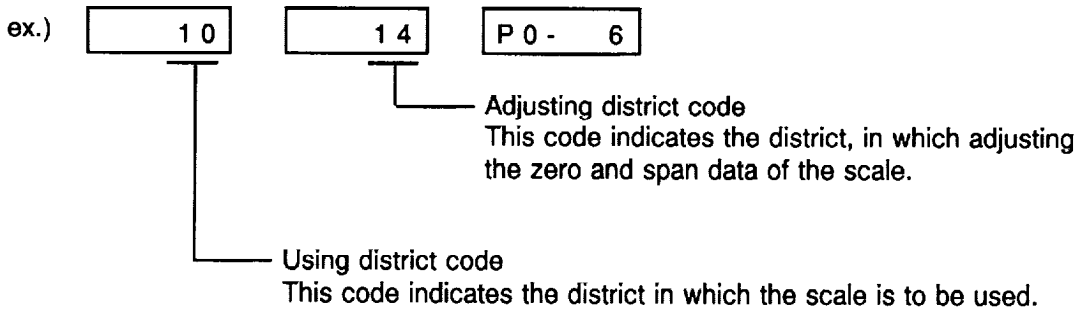 ex.) 10 14 P0- 6
Adjusting district code
This code indicates the district, in which adjusting
the zero and span data of the scale.
Using district code
This code indicates the district in which the scale is to be used.